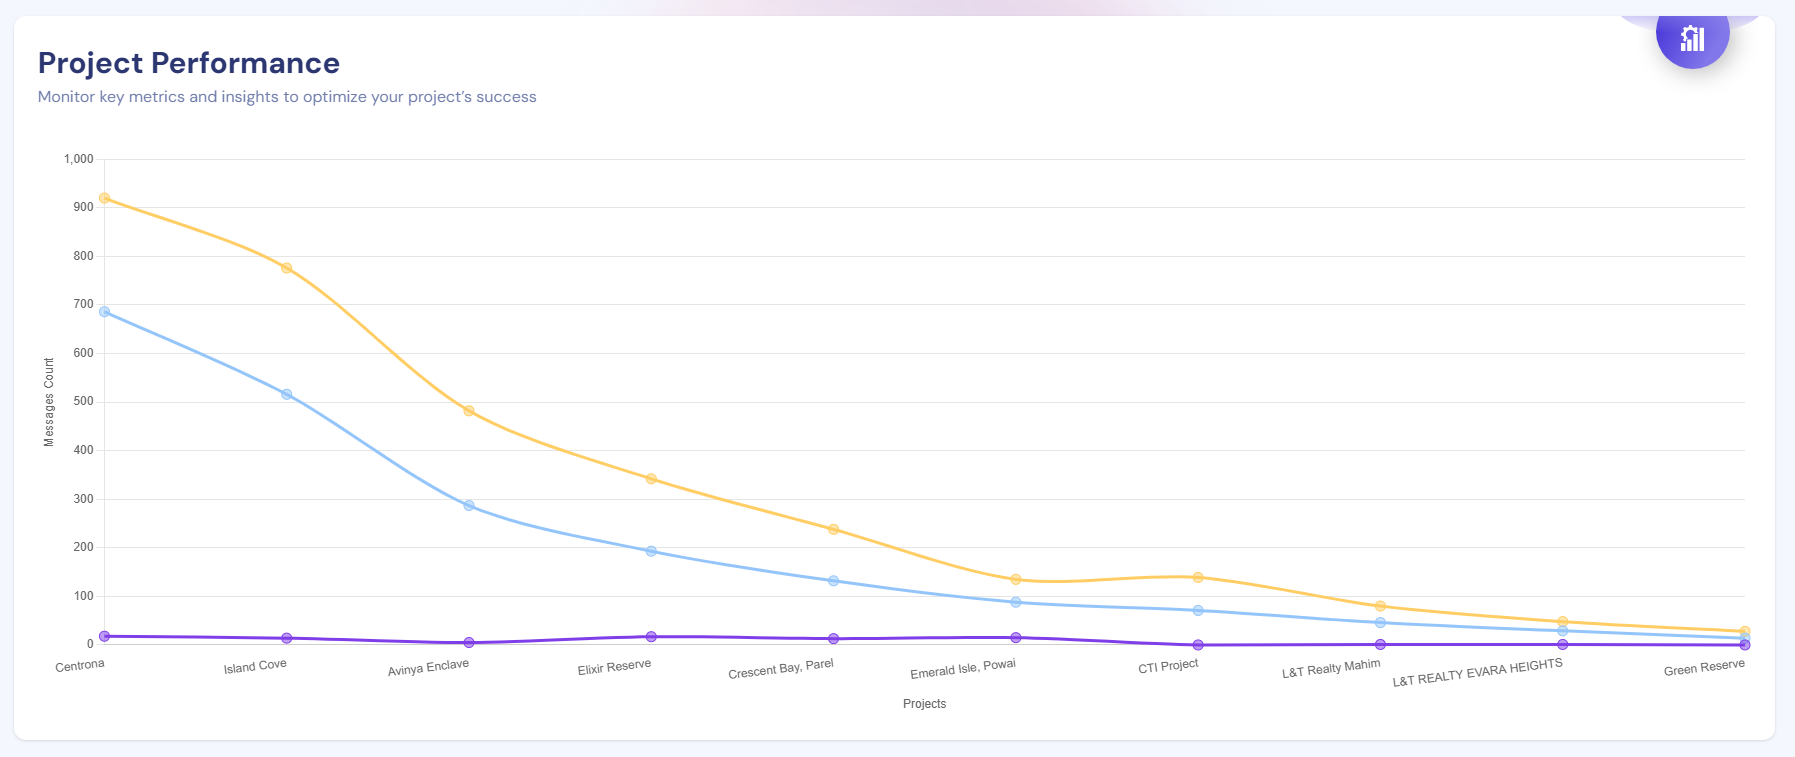 Project Performance
Monitor key metrics and insights to optimize your project’s success
1,000
900
800
700
600
500
400
300
200
100
0
Messages Count
Centrona
Island Cove
Avinya Enclave
Elixir Reserve
Crescent Bay, Parel
Emerald Isle, Powai
CTI Project
L&T Realty Mahim
L&T REALTY EVARA HEIGHTS
Green Reserve
Projects